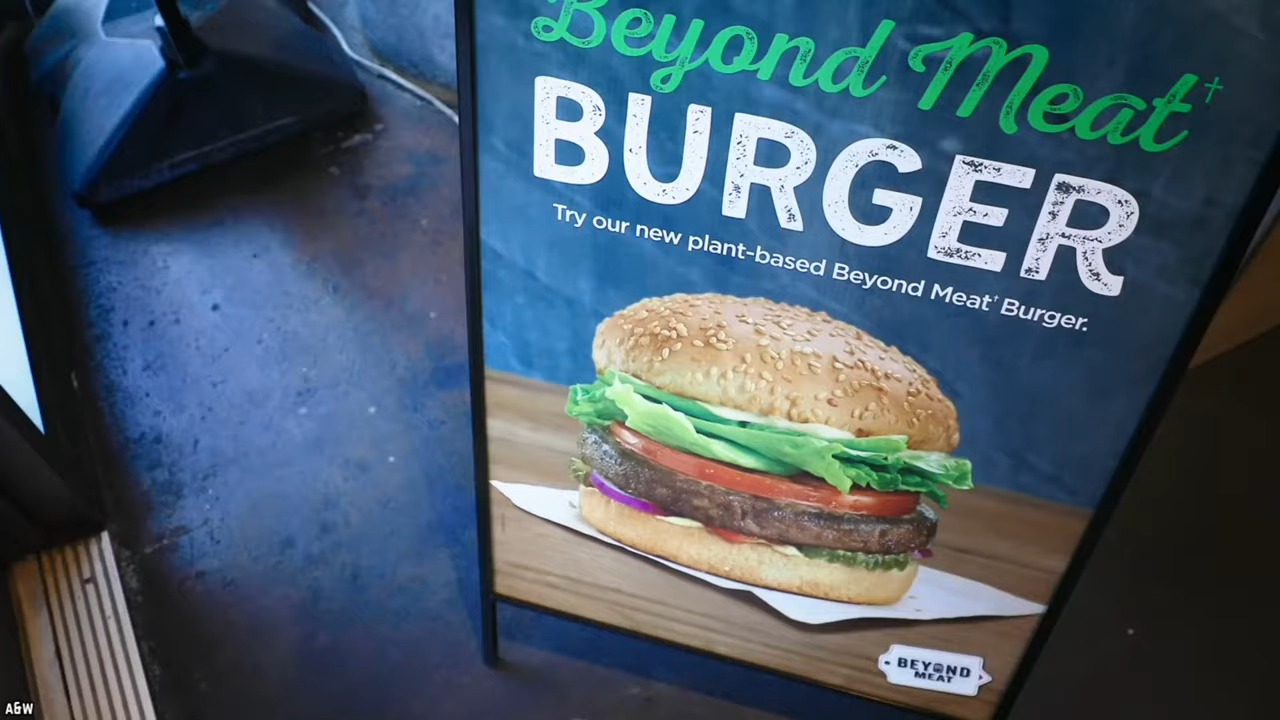 Beyond Meat†
BURGER
Try our new plant-based Beyond Meat† Burger.
BEYOND
MEAT
A&W